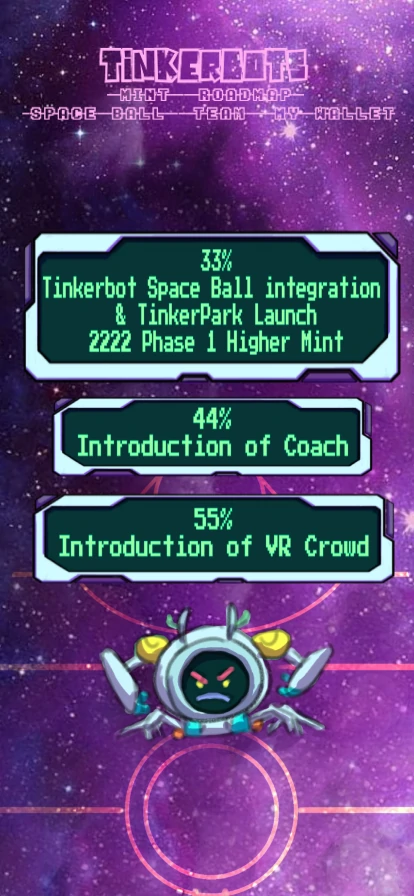 TINKERBOTS
MINT ROADMAP
SPACE BALL TEAM MY WALLET
33%
Tinkerbot Space Ball integration
& TinkerPark Launch
2222 Phase 1 Higher Mint
44%
Introduction of Coach
55%
Introduction of VR Crowd